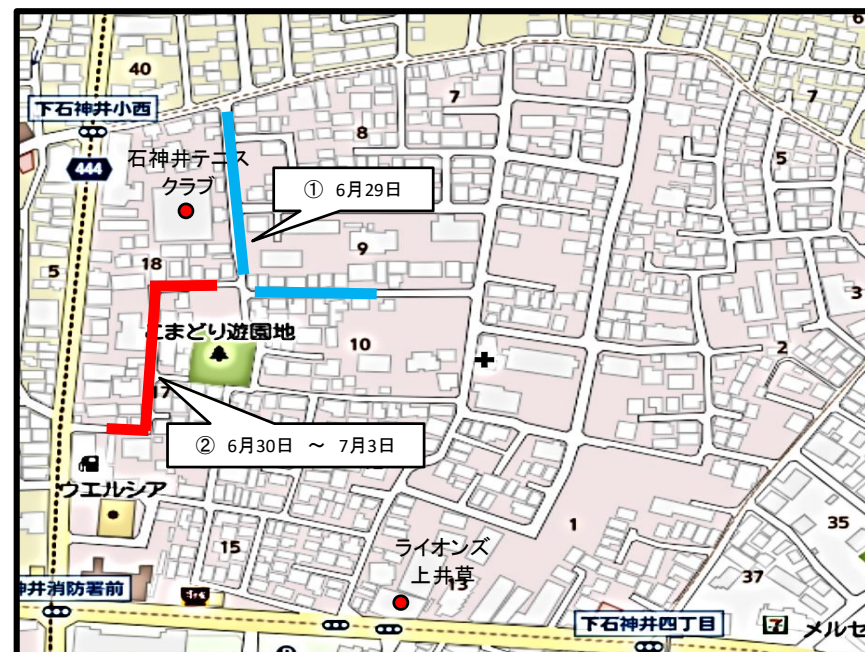 40
7
6
下石神井小西
8
7
石神井テニス
クラブ
5
444
① 6月29日
9
5
18
3
こまどり遊園地
10
2
17
② 6月30日 ～ 7月3日
ウエルシア
1
35
15
ライオンズ
上井草
13
37
神井消防署前
下石神井四丁目
メルセ